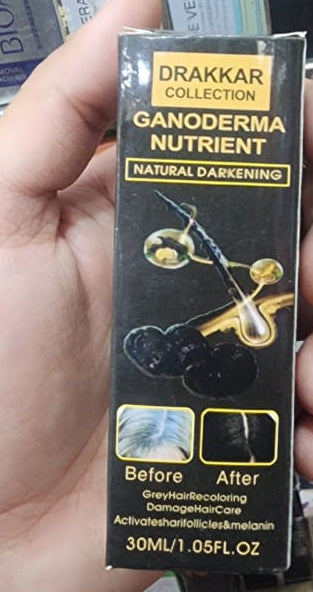 DRAKKAR
COLLECTION
GANODERMA
NUTRIENT
NATURAL DARKENING
Before After
GreyHairRecoloring
DamageHairCare
Activatesharifollicles&melanin
30ML/1.05FL.OZ